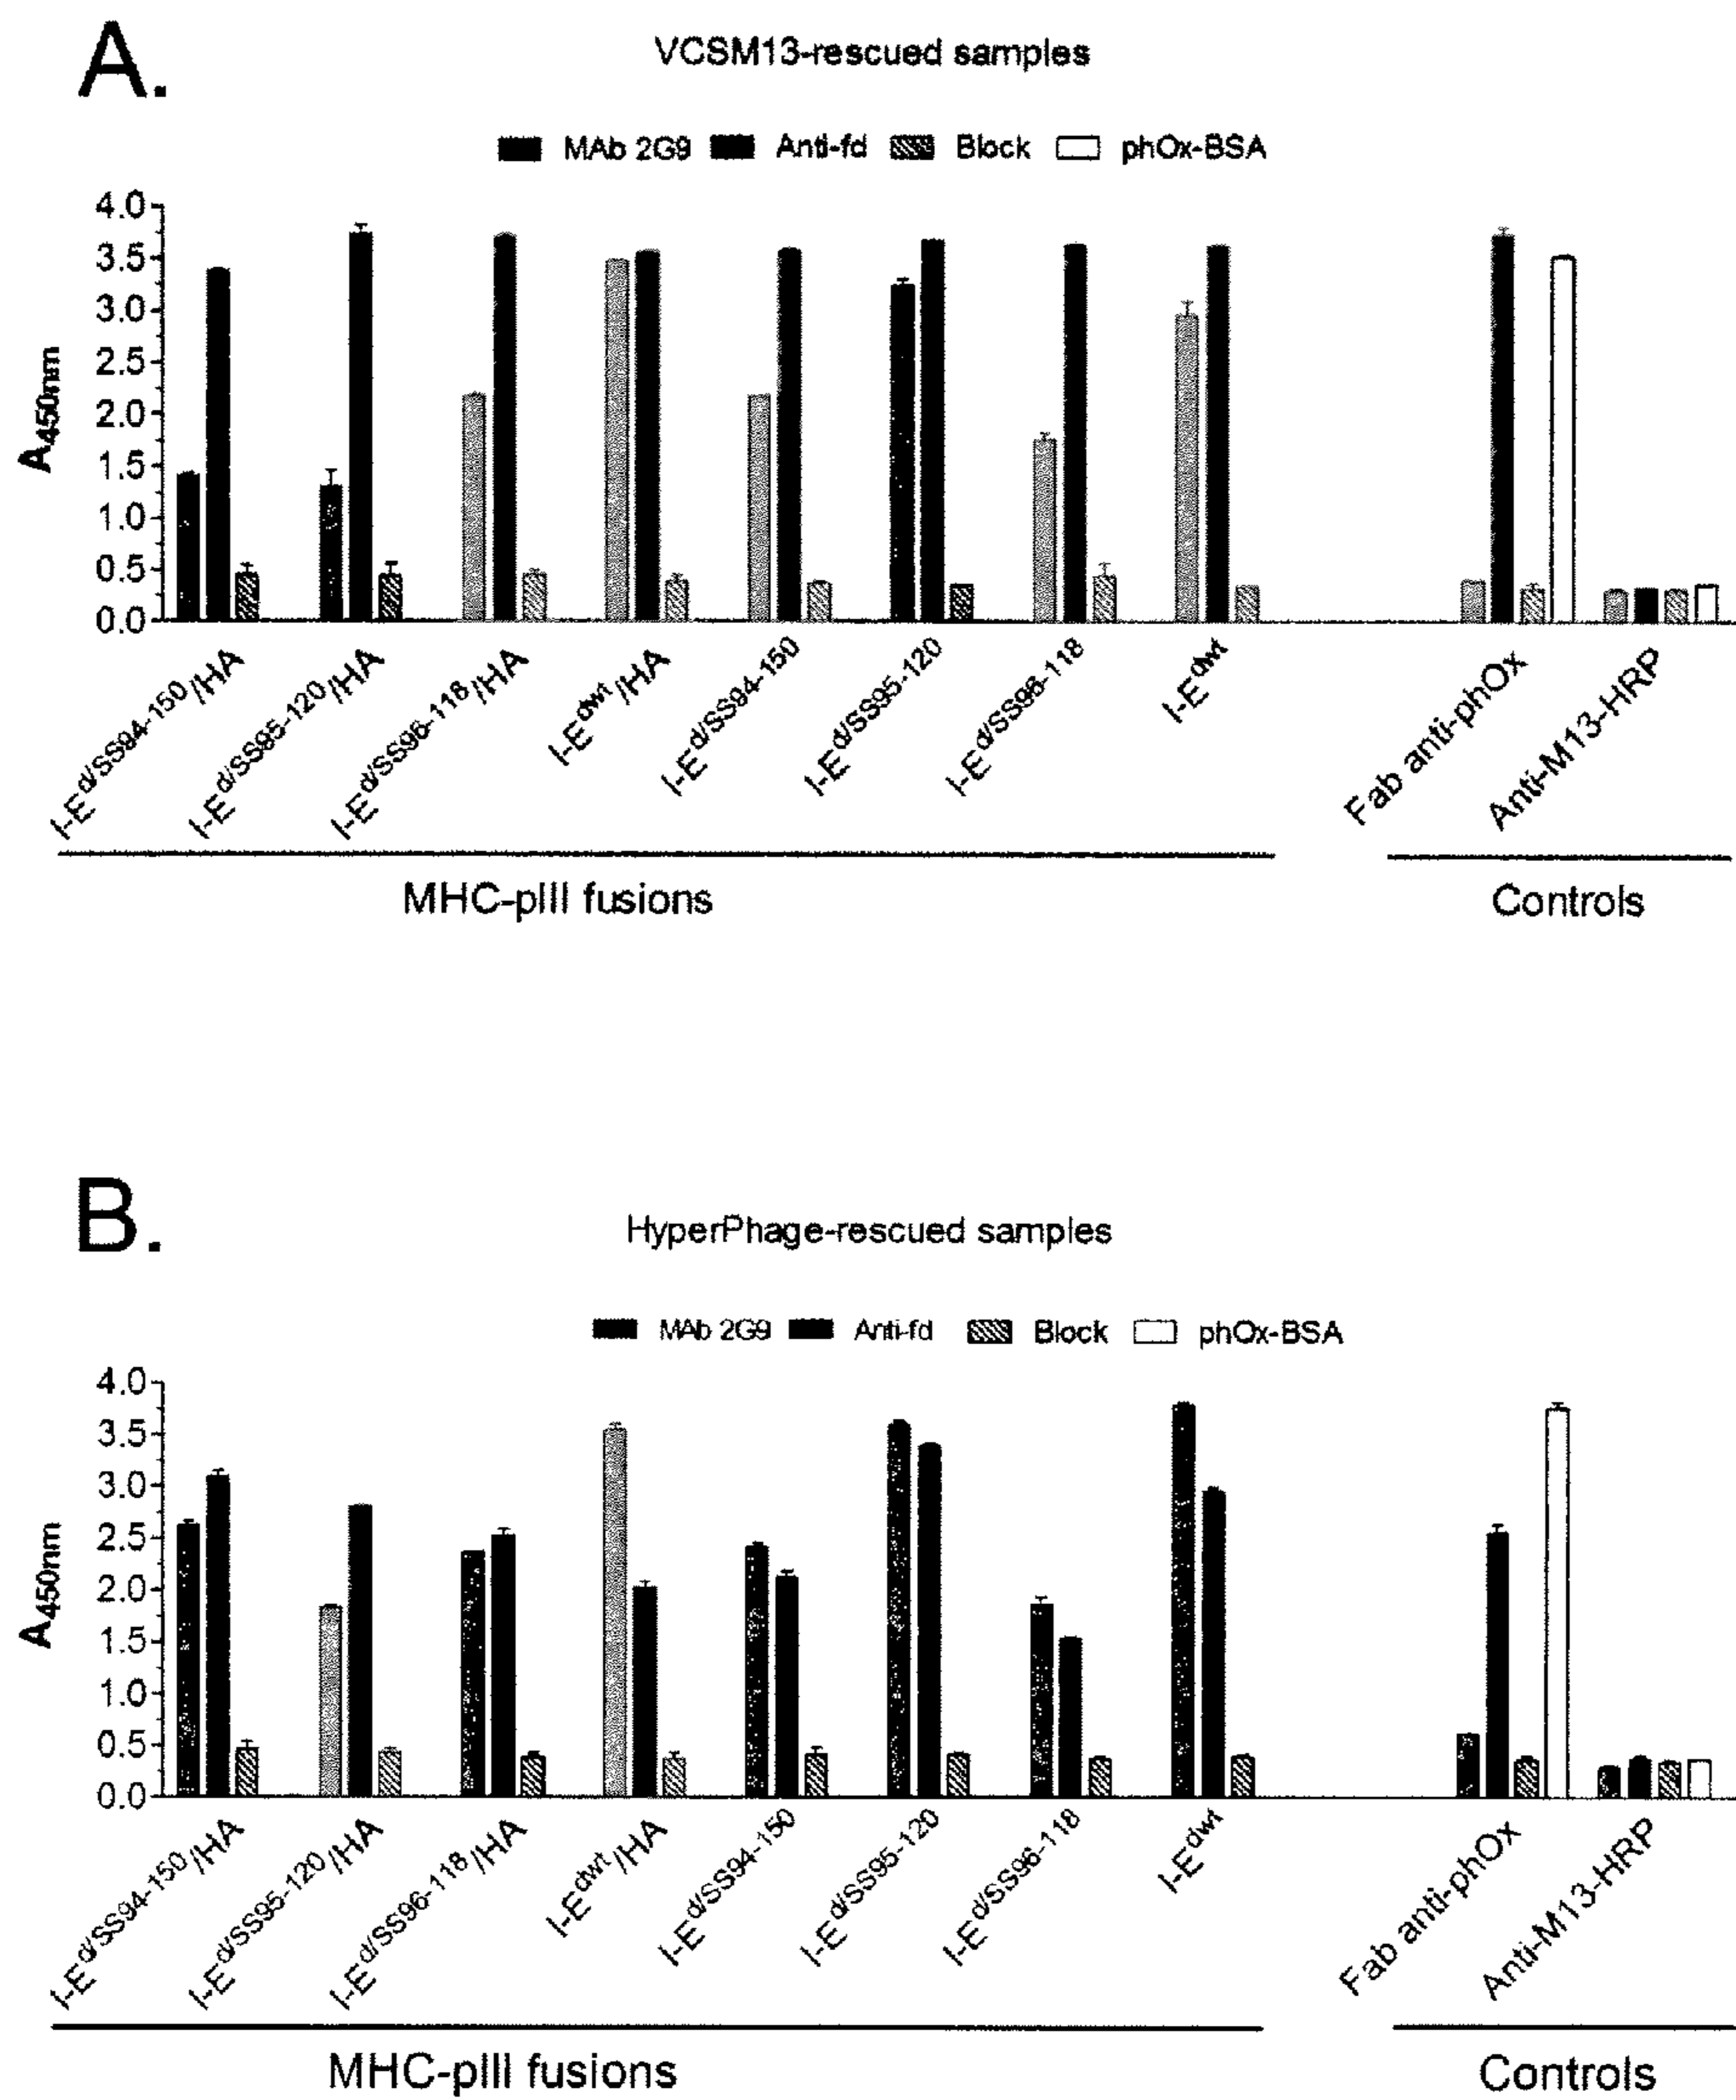 A.
VCSM13-rescued samples
MAb 2G9 Anti-fd Block phOx-BSA
4.0
3.5
3.0
2.5
2.0
1.5
1.0
0.5
0.0
A450nm
I-Ed/SS94-150/HA
I-Ed/SS95-120/HA
I-Ed/SS96-118/HA
I-Edwt/HA
I-Ed/SS94-150
I-Ed/SS95-120
I-Ed/SS96-118
I-Edwt
Fab anti-phOx
Anti-M13-HRP
MHC-pIII fusions
Controls
B.
HyperPhage-rescued samples
MAb 2G9 Anti-fd Block phOx-BSA
4.0
3.5
3.0
2.5
2.0
1.5
1.0
0.5
0.0
A450nm
I-Ed/SS94-150/HA
I-Ed/SS95-120/HA
I-Ed/SS96-118/HA
I-Edwt/HA
I-Ed/SS94-150
I-Ed/SS95-120
I-Ed/SS96-118
I-Edwt
Fab anti-phOx
Anti-M13-HRP
MHC-pIII fusions
Controls